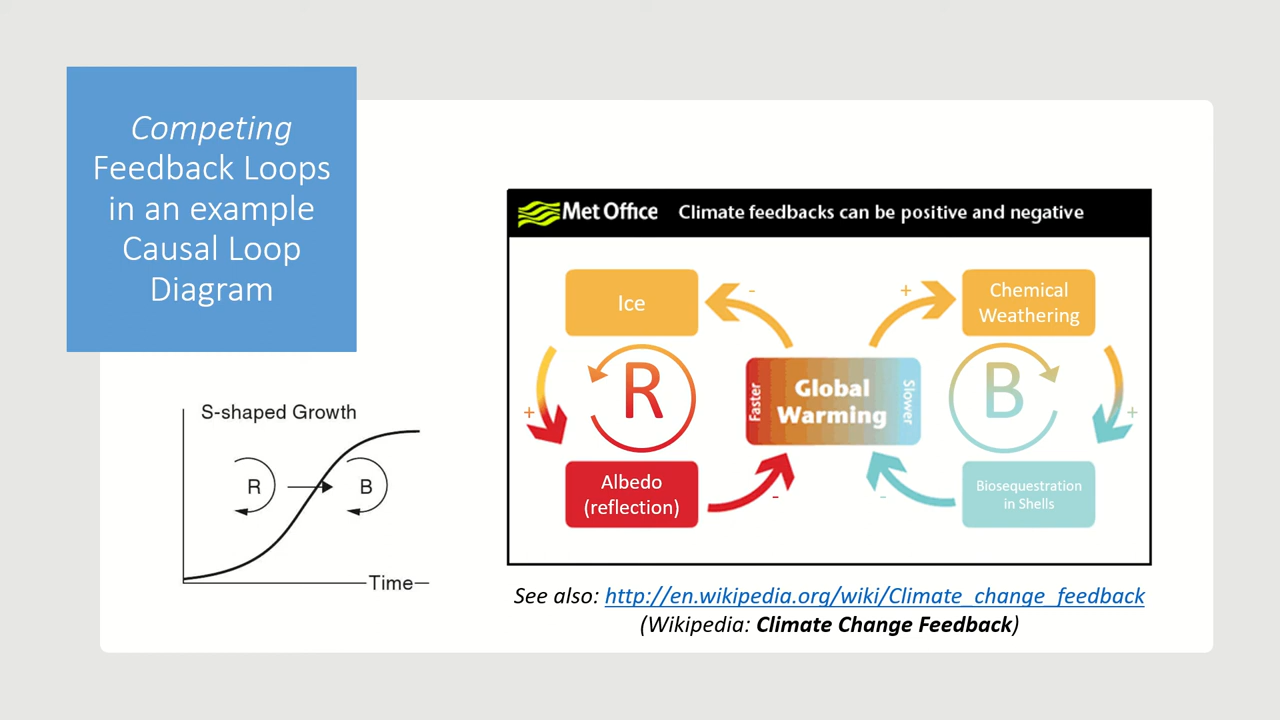 Competing
Feedback Loops
in an example
Causal Loop
Diagram
Met Office Climate feedbacks can be positive and negative
Ice
-
+
Chemical
Weathering
R
Faster
Global
Warming
Slower
B
+
+
Albedo
(reflection)
-
-
Biosequestration
in Shells
S-shaped Growth
R
B
Time
See also: http://en.wikipedia.org/wiki/Climate_change_feedback
(Wikipedia: Climate Change Feedback)